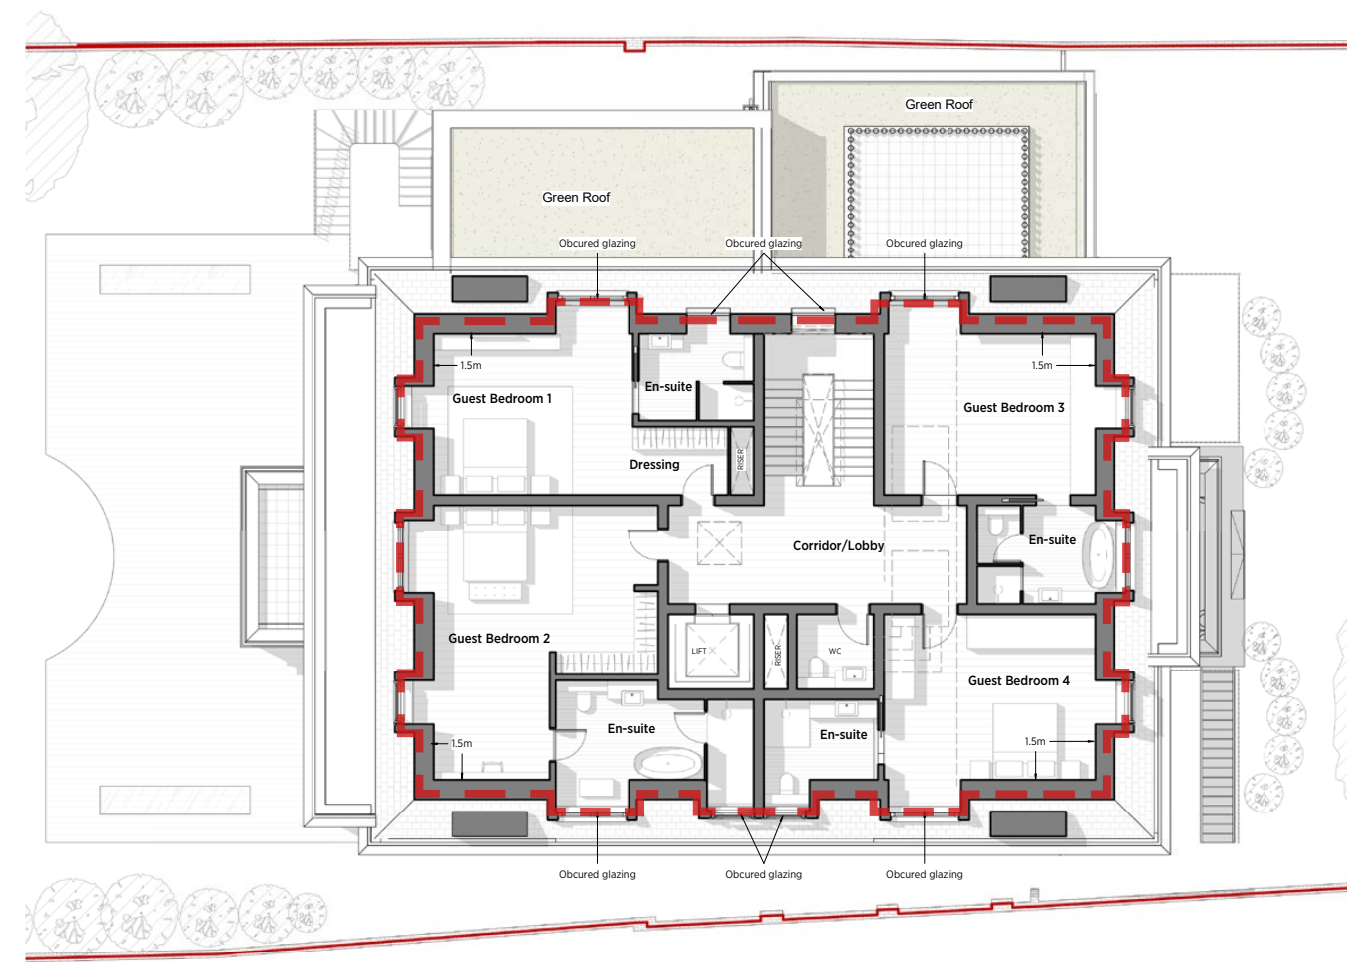 Green Roof
Green Roof
Obcured glazing
Obcured glazing
Obcured glazing
1.5m
1.5m
En-suite
Guest Bedroom 1
Guest Bedroom 3
Dressing
RISER
En-suite
Corridor/Lobby
Guest Bedroom 2
LIFT
RISER
WC
Guest Bedroom 4
En-suite
En-suite
1.5m
1.5m
Obcured glazing
Obcured glazing
Obcured glazing